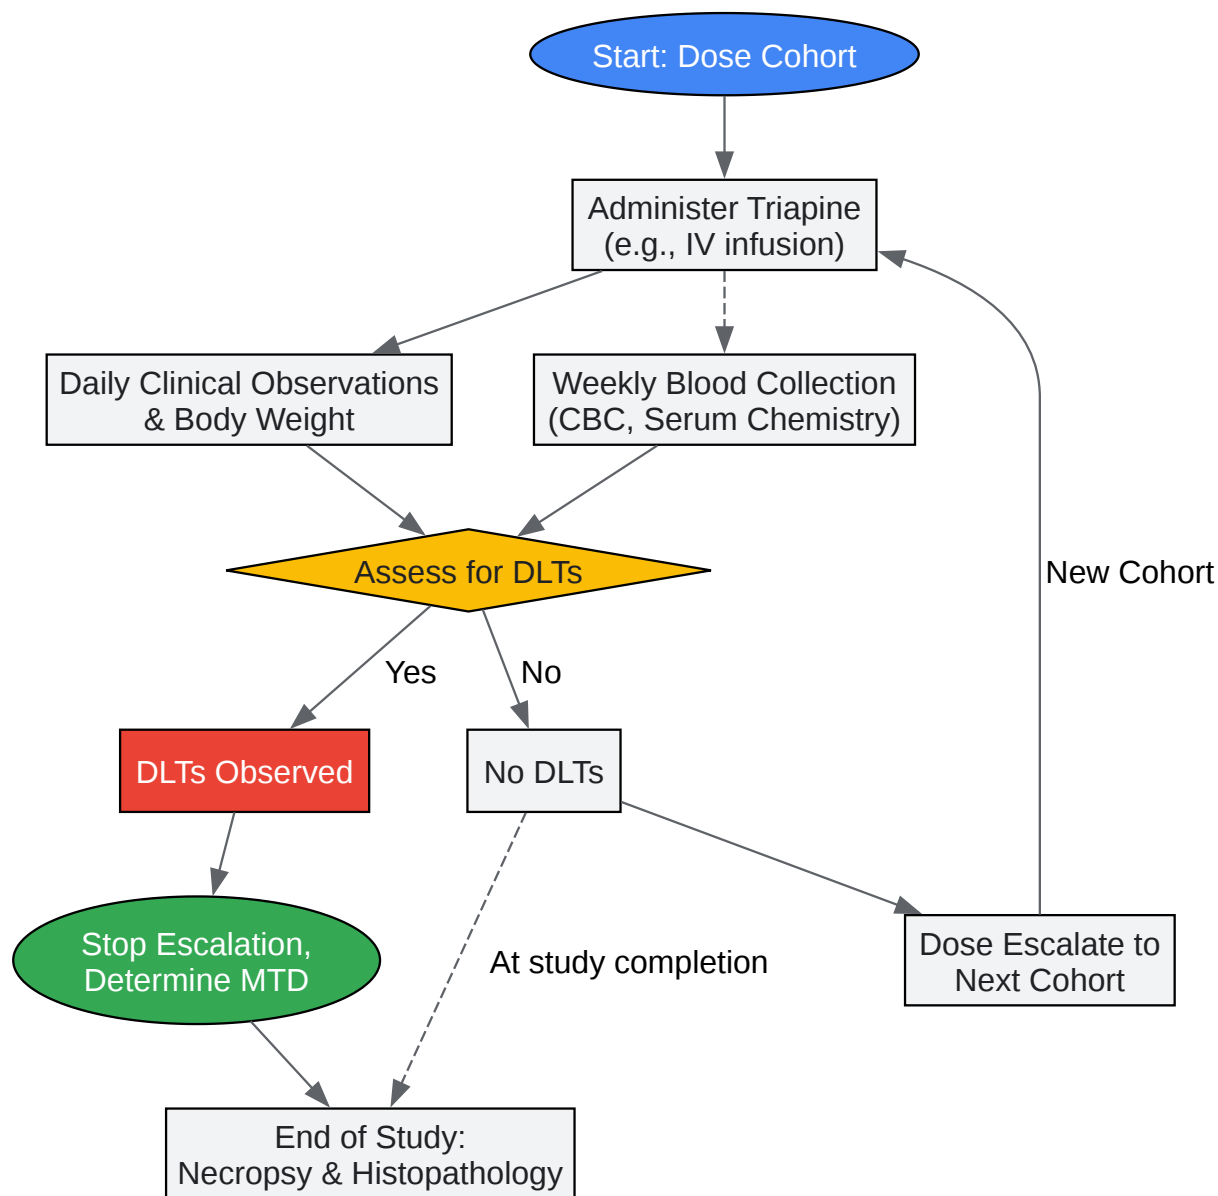 Start: Dose Cohort
Administer Triapine
(e.g., IV infusion)
Daily Clinical Observations
& Body Weight
Weekly Blood Collection
(CBC, Serum Chemistry)
Assess for DLTs
New Cohort
Yes
No
DLTs Observed
No DLTs
Stop Escalation,
Determine MTD
At study completion
Dose Escalate to
Next Cohort
End of Study:
Necropsy & Histopathology